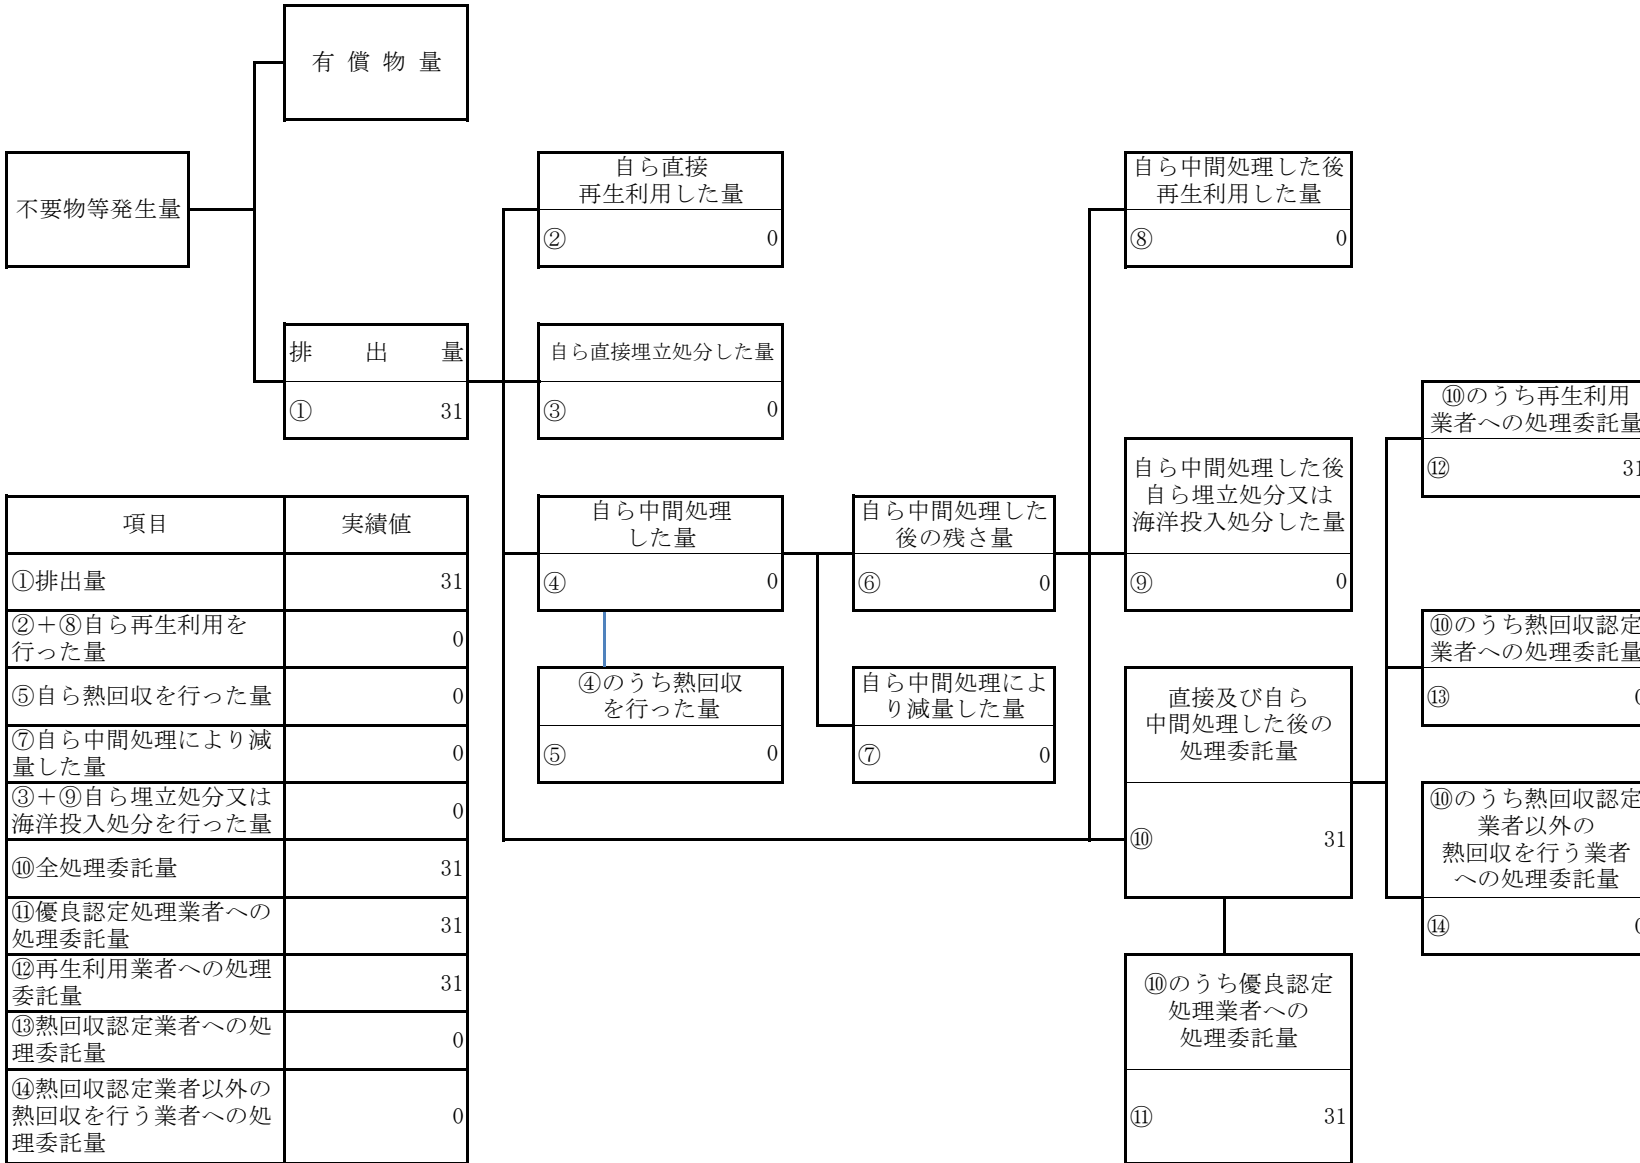 有 償 物 量
不要物等発生量
自ら直接
再生利用した量
② 0
自ら中間処理した後
再生利用した量
⑧ 0
排 出 量
① 31
自ら直接埋立処分した量
③ 0
⑩のうち再生利用
業者への処理委託量
⑫ 31
自ら中間処理した後
自ら埋立処分又は
海洋投入処分した量
⑨ 0
自ら中間処理
した量
④ 0
自ら中間処理した
後の残さ量
⑥ 0
④のうち熱回収
を行った量
⑤ 0
自ら中間処理によ
り減量した量
⑦ 0
直接及び自ら
中間処理した後の
処理委託量
⑩ 31
⑩のうち熱回収認定
業者への処理委託量
⑬ 0
⑩のうち熱回収認定
業者以外の
熱回収を行う業者
への処理委託量
⑭ 0
⑩のうち優良認定
処理業者への
処理委託量
⑪ 31
項目 実績値
①排出量 31
②＋⑧自ら再生利用を
行った量 0
⑤自ら熱回収を行った量 0
⑦自ら中間処理により減
量した量 0
③＋⑨自ら埋立処分又は
海洋投入処分を行った量 0
⑩全処理委託量 31
⑪優良認定処理業者への
処理委託量 31
⑫再生利用業者への処理
委託量 31
⑬熱回収認定業者への処
理委託量 0
⑭熱回収認定業者以外の
熱回収を行う業者への処
理委託量 0